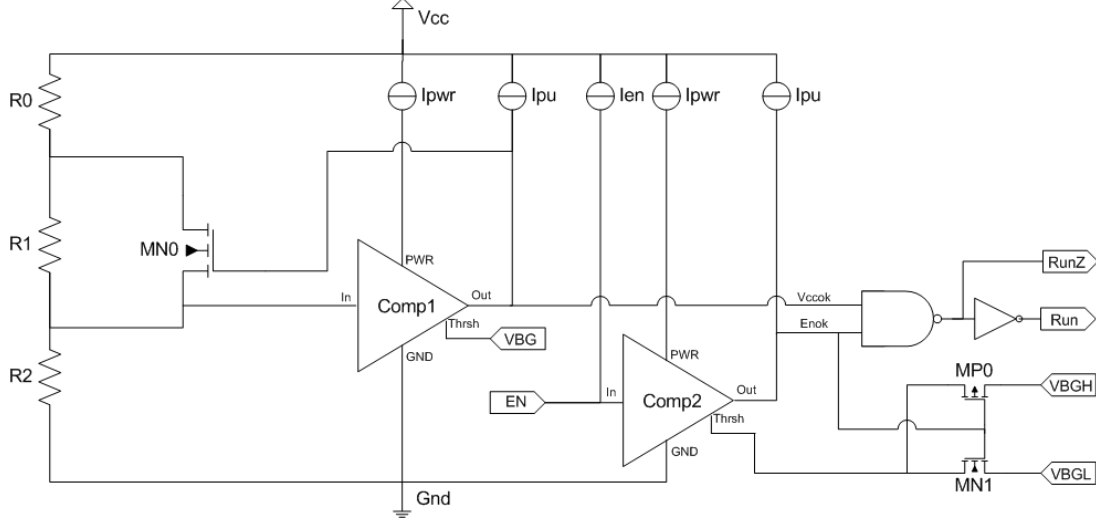 Vcc
R0
Ipwr
Ipu
Ien
Ipwr
Ipu
R1
MN0
PWR
In
Comp1
Out
Thrsh
VBG
GND
Vccok
RunZ
Enok
Run
R2
PWR
EN
In
Comp2
Out
Thrsh
GND
MP0
VBGH
MN1
VBGL
Gnd